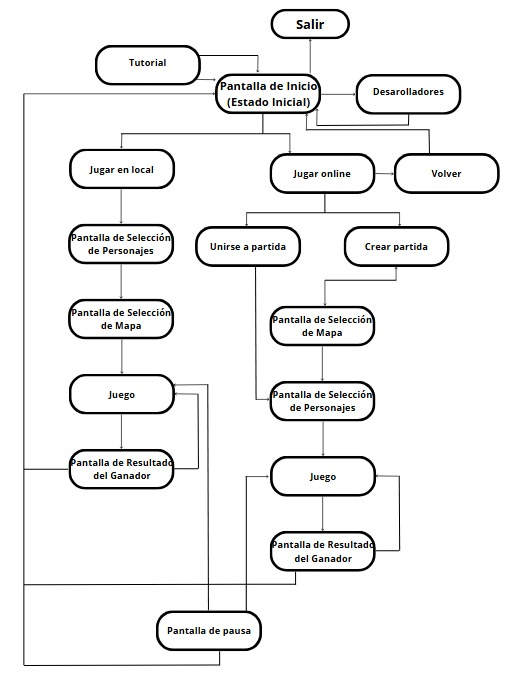 Salir
Tutorial
Pantalla de Inicio
(Estado Inicial)
Desarolladores
Jugar en local
Jugar online
Volver
Pantalla de Selección
de Personajes
Unirse a partida
Crear partida
Pantalla de Selección
de Mapa
Pantalla de Selección
de Mapa
Juego
Pantalla de Selección
de Personajes
Pantalla de Resultado
del Ganador
Juego
Pantalla de Resultado
del Ganador
Pantalla de pausa